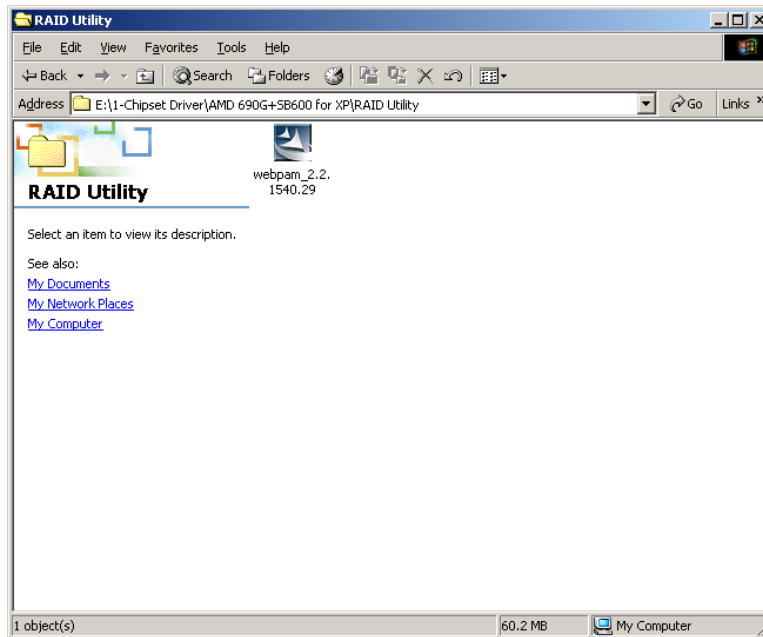 RAID Utility
File Edit View Favorites Tools Help
Back Search Folders
Address E:\1-Chipset Driver\AMD 690G+SB600 for XP\RAID Utility Go Links »
webpam_2.2.
1540.29
RAID Utility
Select an item to view its description.
See also:
My Documents
My Network Places
My Computer
1 object(s) 60.2 MB My Computer